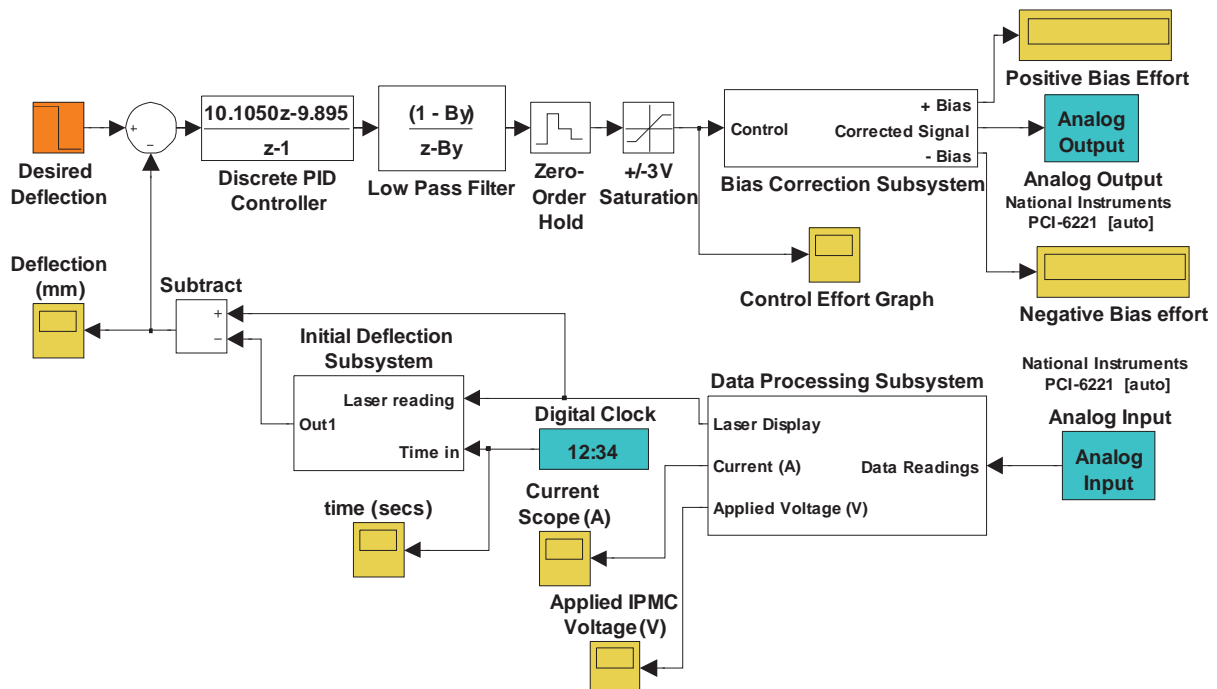 Positive Bias Effort
+
−
Desired
Deflection
10.1050z-9.895
z-1
Discrete PID
Controller
(1 - By)
z-By
Low Pass Filter
Zero-
Order
Hold
+/-3V
Saturation
Control
+ Bias
Corrected Signal
- Bias
Bias Correction Subsystem
Analog
Output
Analog Output
National Instruments
PCI-6221 [auto]
Control Effort Graph
Negative Bias effort
Deflection
(mm)
Subtract
+
−
Initial Deflection
Subsystem
Laser reading
Out1
Time in
Digital Clock
12:34
time (secs)
Current
Scope (A)
Applied IPMC
Voltage (V)
Data Processing Subsystem
Laser Display
Current (A)
Applied Voltage (V)
Data Readings
National Instruments
PCI-6221 [auto]
Analog Input
Analog
Input